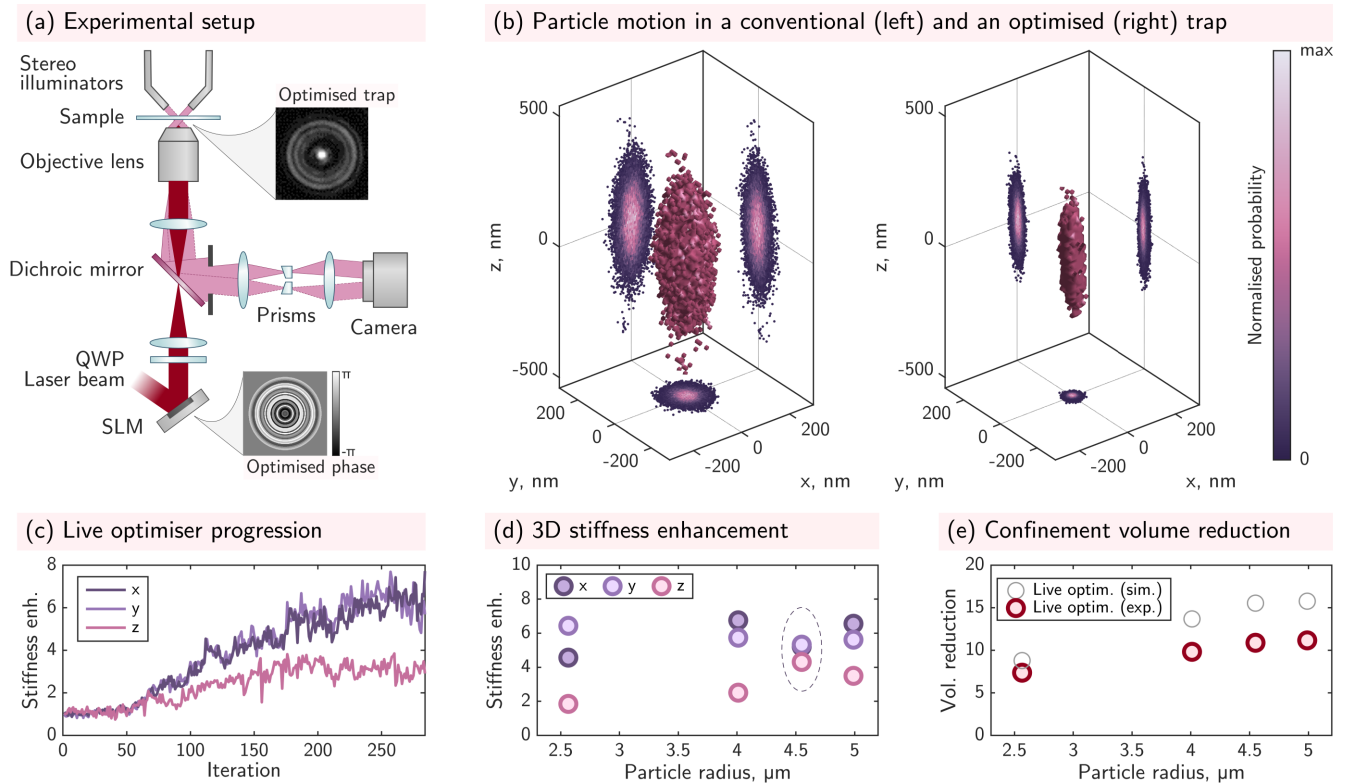 (a) Experimental setup
Stereo
illuminators
Sample
Objective lens
Optimised trap
Dichroic mirror
Prisms
Camera
QWP
Laser beam
SLM
π
-π
Optimised phase
(b) Particle motion in a conventional (left) and an optimised (right) trap
500
0
-500
z, nm
200
0
-200
y, nm
-200
0
200
x, nm
500
0
-500
z, nm
200
0
-200
y, nm
-200
0
200
x, nm
max
Normalised probability
0
(c) Live optimiser progression
8
6
4
2
0
Stiffness enh.
x
y
z
0 50 100 150 200 250
Iteration
(d) 3D stiffness enhancement
10
8
6
4
2
0
Stiffness enh.
x y z
2.5 3 3.5 4 4.5 5
Particle radius, μm
(e) Confinement volume reduction
20
15
10
5
0
Vol. reduction
Live optim. (sim.)
Live optim. (exp.)
2.5 3 3.5 4 4.5 5
Particle radius, μm